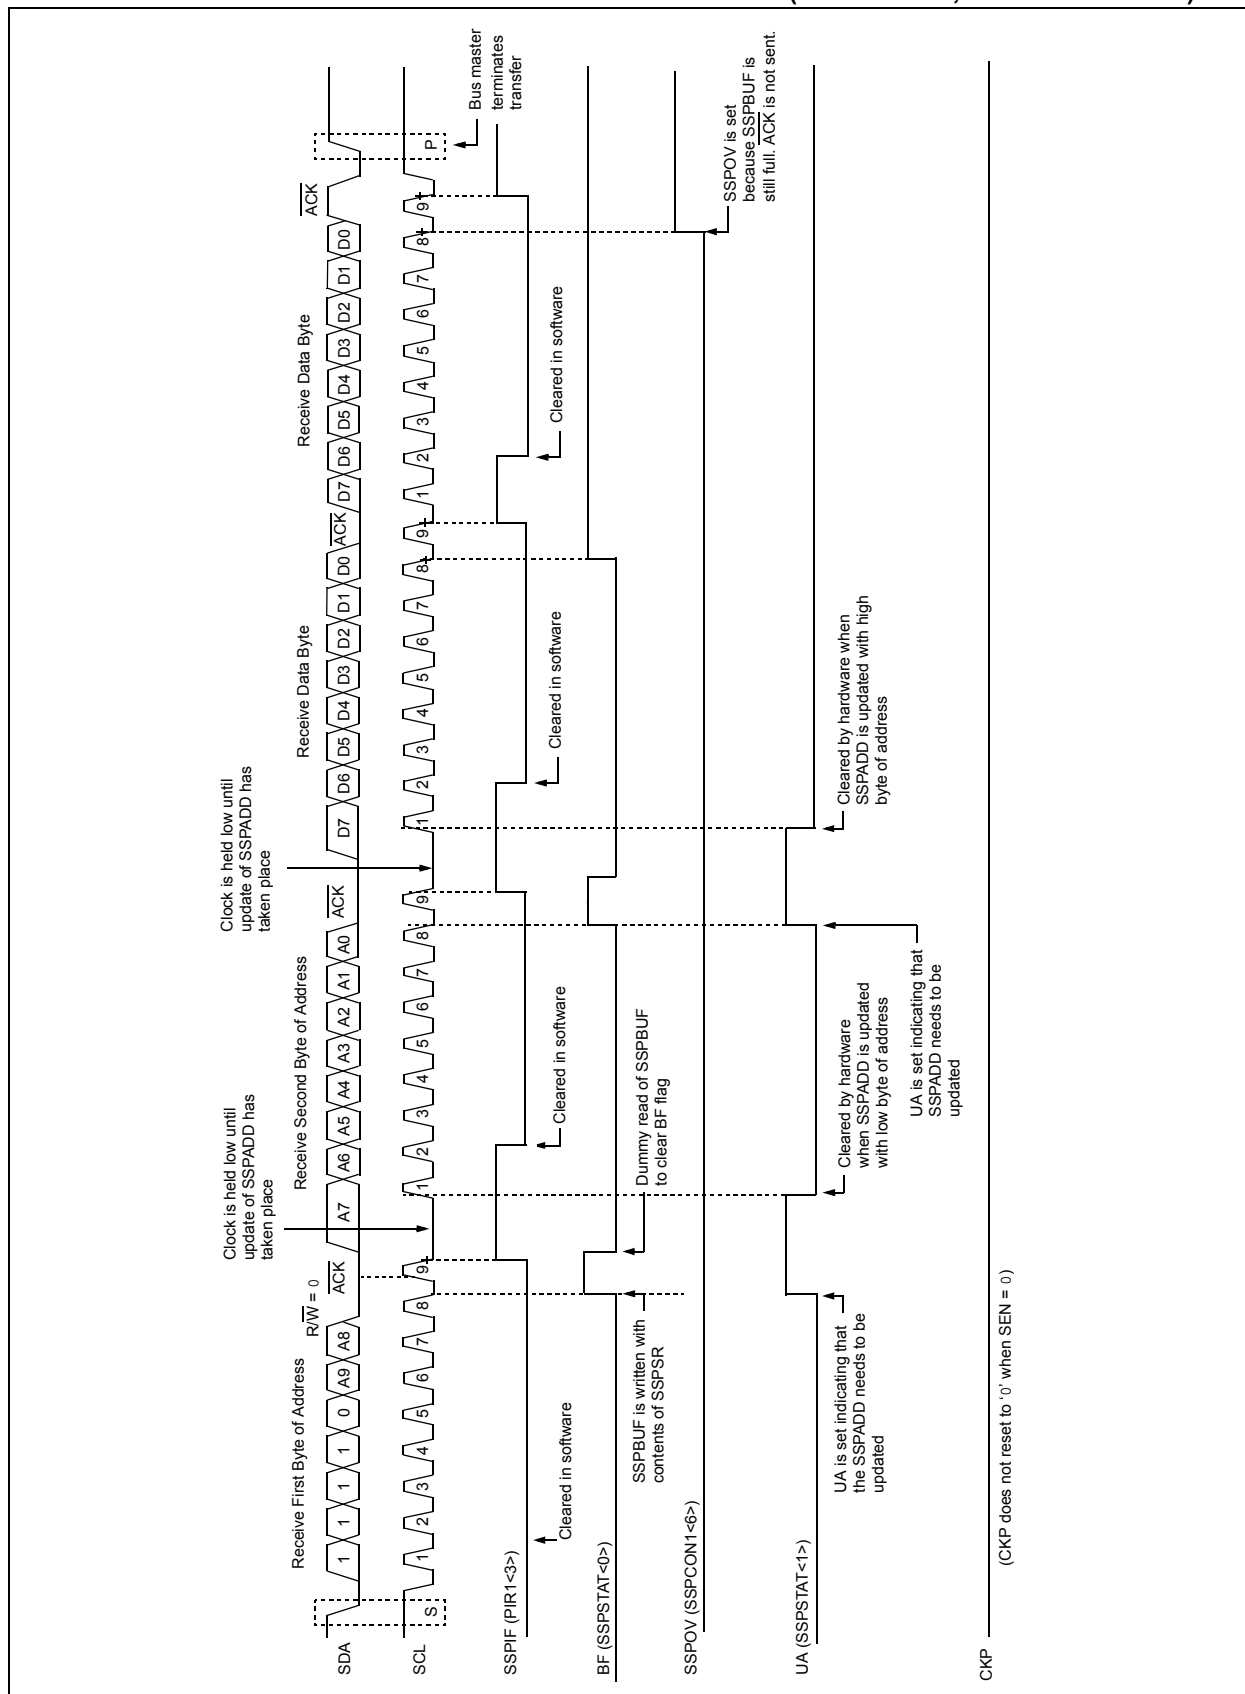 Clock is held low until
update of SSPADD has
taken place
Clock is held low until
update of SSPADD has
taken place
Receive First Byte of Address
R/W = 0
ACK
Receive Second Byte of Address
ACK
Receive Data Byte
Receive Data Byte
ACK
SDA
1 1 1 1 0 A9 A8
A7 A6 A5 A4 A3 A2 A1 A0
D7 D6 D5 D4 D3 D2 D1 D0 ACK
D7 D6 D5 D4 D3 D2 D1 D0
SCL
S 1 2 3 4 5 6 7 8 9
1 2 3 4 5 6 7 8 9
1 2 3 4 5 6 7 8 9
1 2 3 4 5 6 7 8 9 P
Bus master
terminates
transfer
SSPIF (PIR1<3>)
Cleared in software
Cleared in software
Cleared in software
Cleared in software
BF (SSPSTAT<0>)
SSPBUF is written with
contents of SSPSR
Dummy read of SSPBUF
to clear BF flag
SSPOV (SSPCON1<6>)
SSPOV is set
because SSPBUF is
still full. ACK is not sent.
UA (SSPSTAT<1>)
UA is set indicating that
the SSPADD needs to be
updated
Cleared by hardware
when SSPADD is updated
with low byte of address
UA is set indicating that
SSPADD needs to be
updated
Cleared by hardware when
SSPADD is updated with high
byte of address
CKP
(CKP does not reset to ‘0’ when SEN = 0)